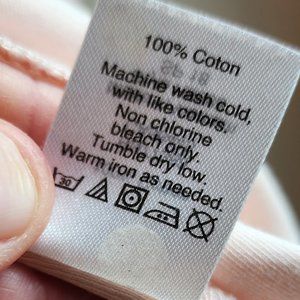 100% Coton
Machine wash cold,
with like colors.
Non chlorine
bleach only.
Tumble dry low.
Warm iron as needed.
30